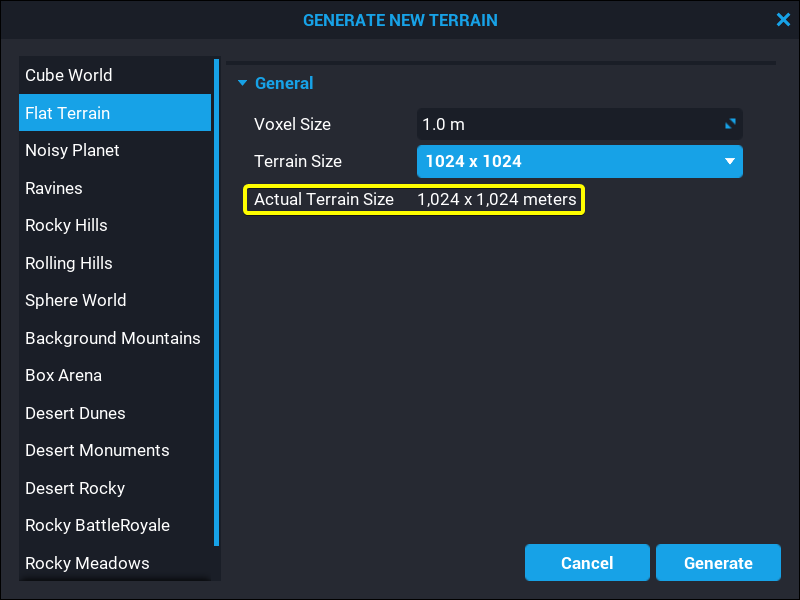 GENERATE NEW TERRAIN
Cube World
Flat Terrain
Noisy Planet
Ravines
Rocky Hills
Rolling Hills
Sphere World
Background Mountains
Box Arena
Desert Dunes
Desert Monuments
Desert Rocky
Rocky BattleRoyale
Rocky Meadows
General
Voxel Size 1.0 m
Terrain Size 1024 x 1024
Actual Terrain Size 1,024 x 1,024 meters
Cancel Generate